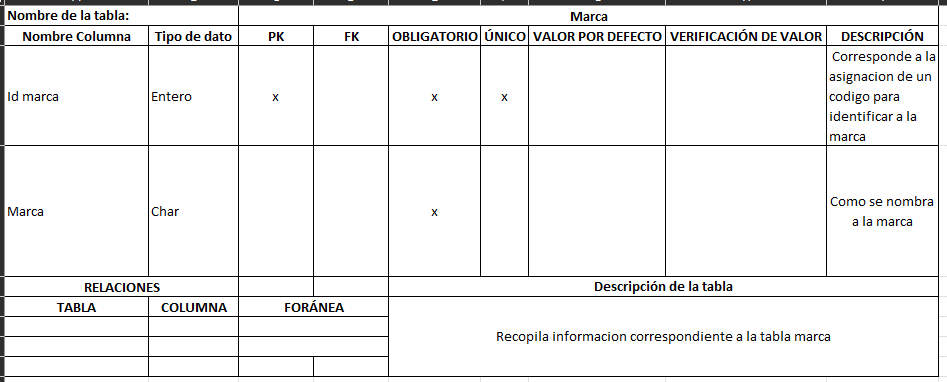 Nombre de la tabla: Marca
Nombre Columna Tipo de dato PK FK OBLIGATORIO ÚNICO VALOR POR DEFECTO VERIFICACIÓN DE VALOR DESCRIPCIÓN
Id marca Entero x x x
Corresponde a la
asignacion de un
codigo para
identificar a la
marca
Marca Char x
Como se nombra
a la marca
RELACIONES Descripción de la tabla
TABLA COLUMNA FORÁNEA
Recopila informacion correspondiente a la tabla marca